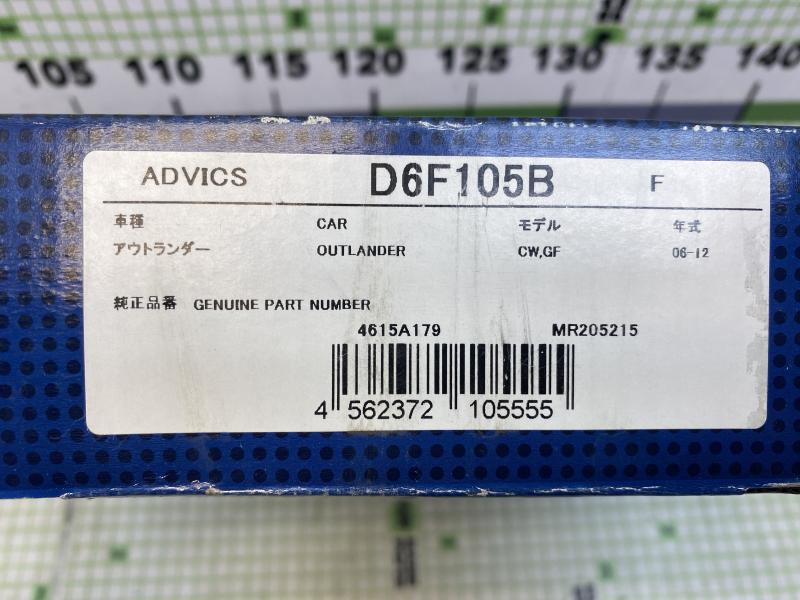 105 110 115 120 125 130 135 140
ADVICS D6F105B F
車種 CAR モデル 年式
アウトランダー OUTLANDER CW,GF 06-12
純正品番 GENUINE PART NUMBER
4615A179 MR205215
4 562372 105555